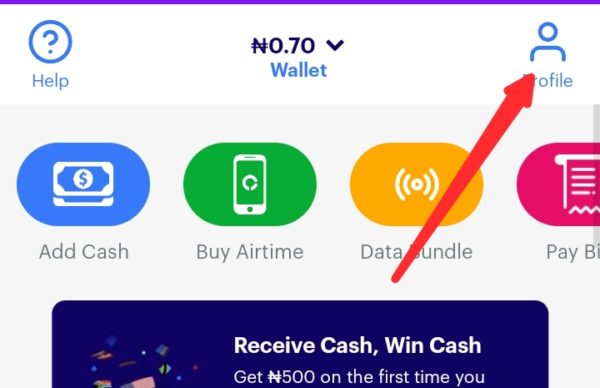 ₦0.70
Help
Wallet
Profile
Add Cash
Buy Airtime
Data Bundle
Pay Bi
Receive Cash, Win Cash
Get ₦500 on the first time you